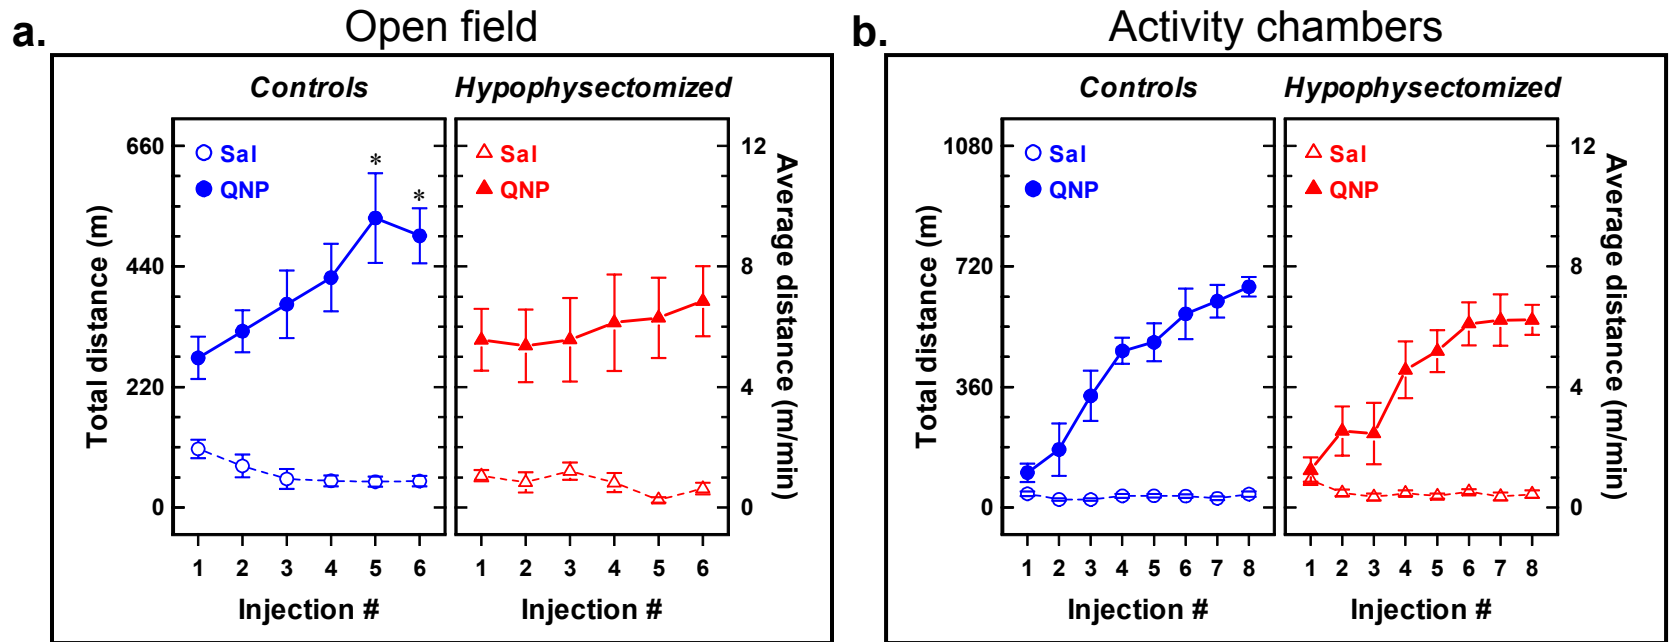 a.
Open field
Controls
Hypophysectomized
Sal
QNP
*
*
Sal
QNP
660
440
220
0
Total distance (m)
12
8
4
0
Average distance (m/min)
1 2 3 4 5 6
1 2 3 4 5 6
Injection #
Injection #
b.
Activity chambers
Controls
Hypophysectomized
Sal
QNP
Sal
QNP
1080
720
360
0
Total distance (m)
12
8
4
0
Average distance (m/min)
1 2 3 4 5 6 7 8
1 2 3 4 5 6 7 8
Injection #
Injection #